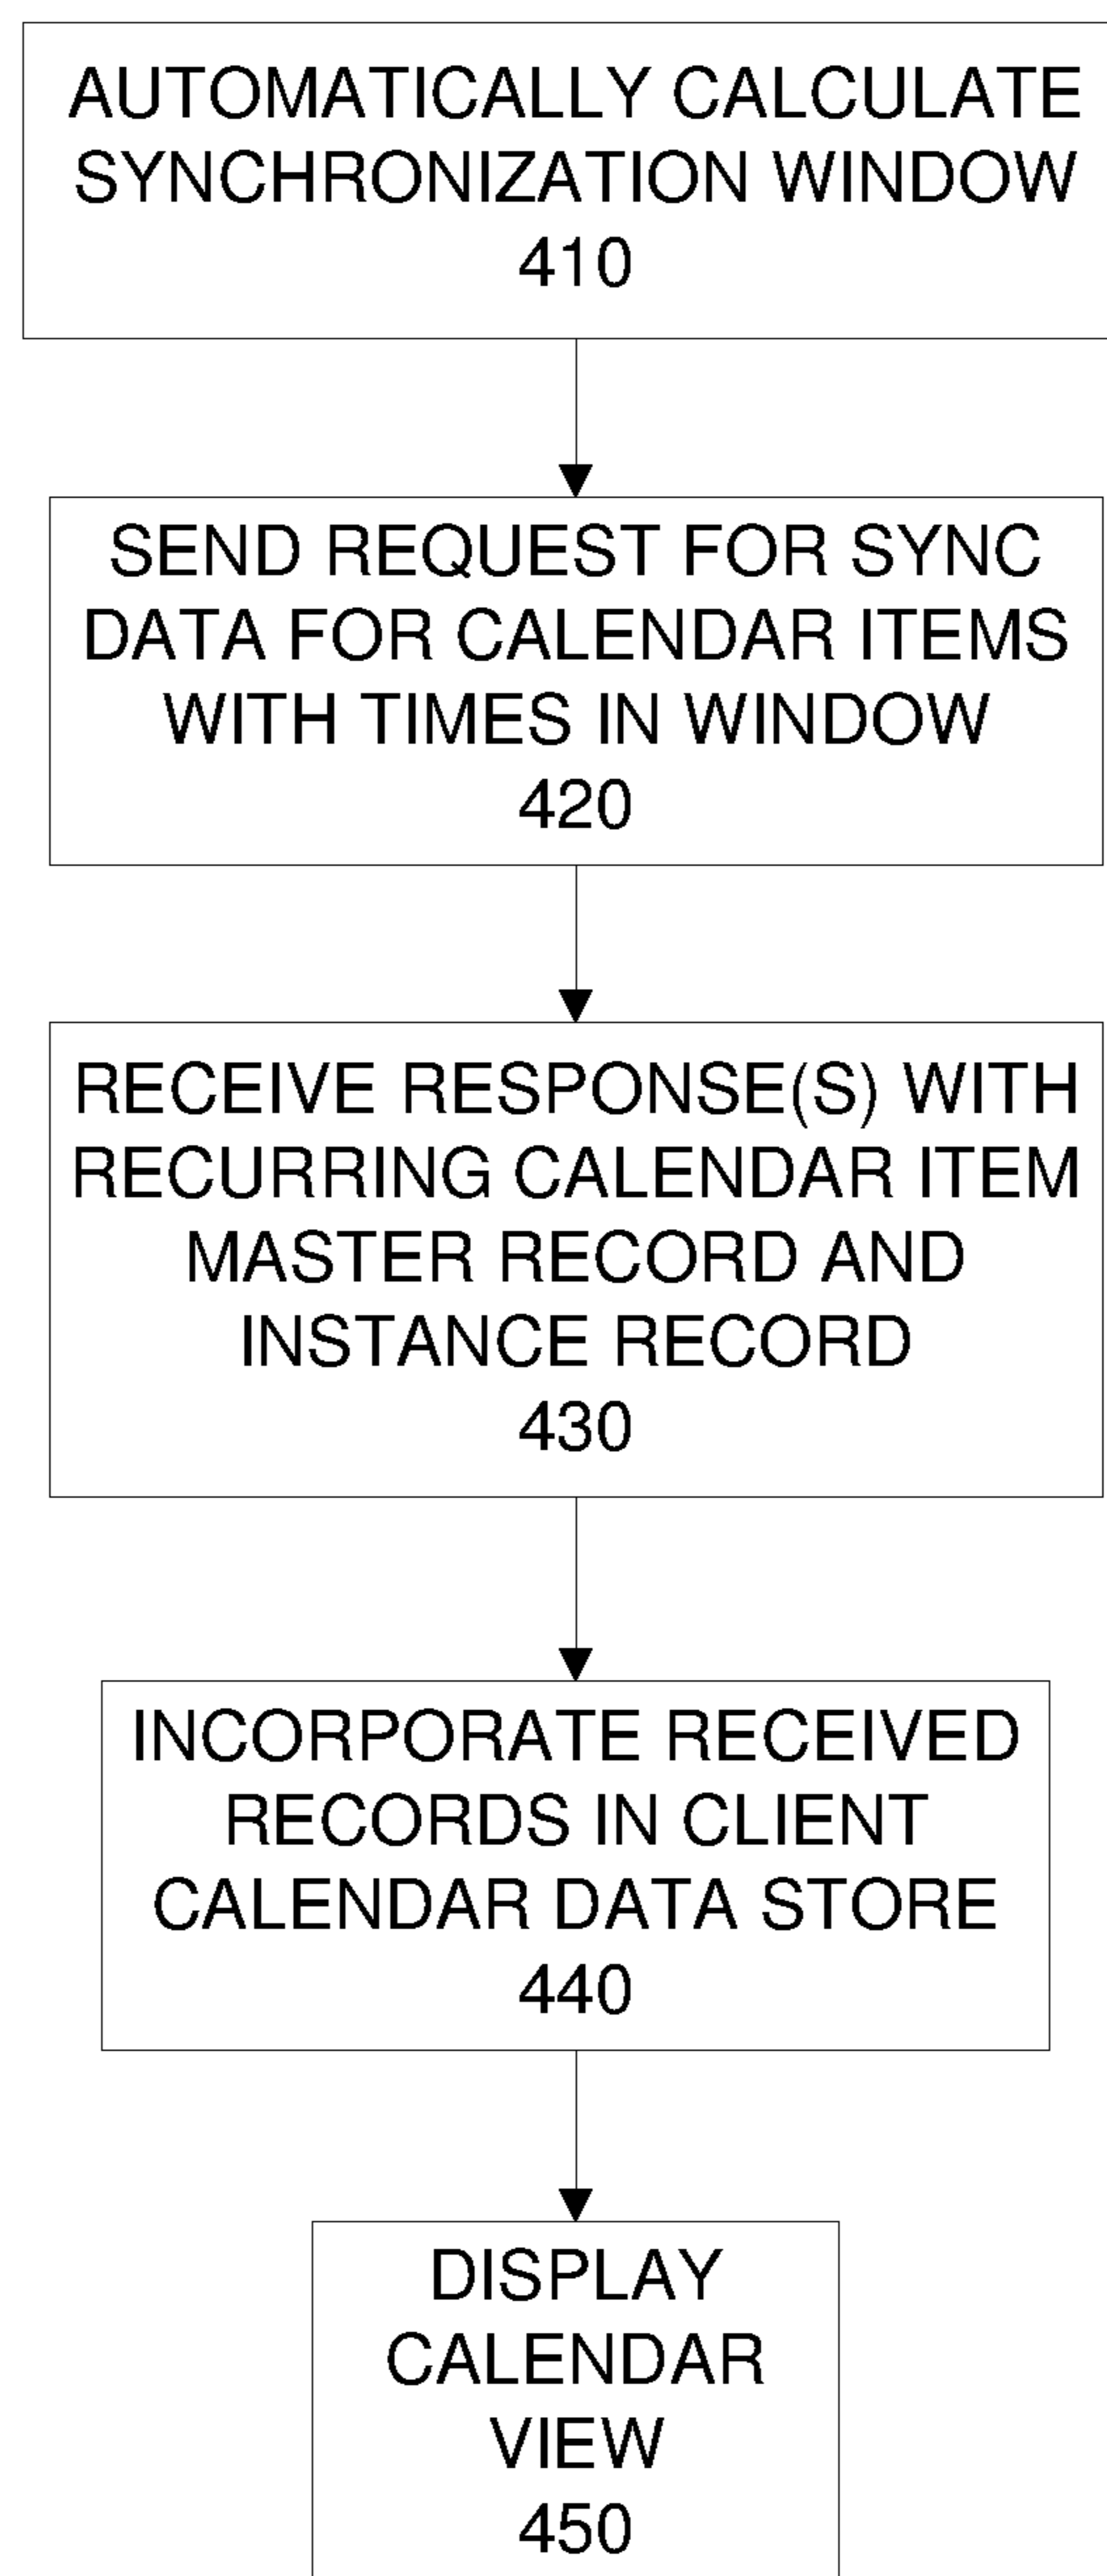 AUTOMATICALLY CALCULATE
SYNCHRONIZATION WINDOW
410
SEND REQUEST FOR SYNC
DATA FOR CALENDAR ITEMS
WITH TIMES IN WINDOW
420
RECEIVE RESPONSE(S) WITH
RECURRING CALENDAR ITEM
MASTER RECORD AND
INSTANCE RECORD
430
INCORPORATE RECEIVED
RECORDS IN CLIENT
CALENDAR DATA STORE
440
DISPLAY
CALENDAR
VIEW
450